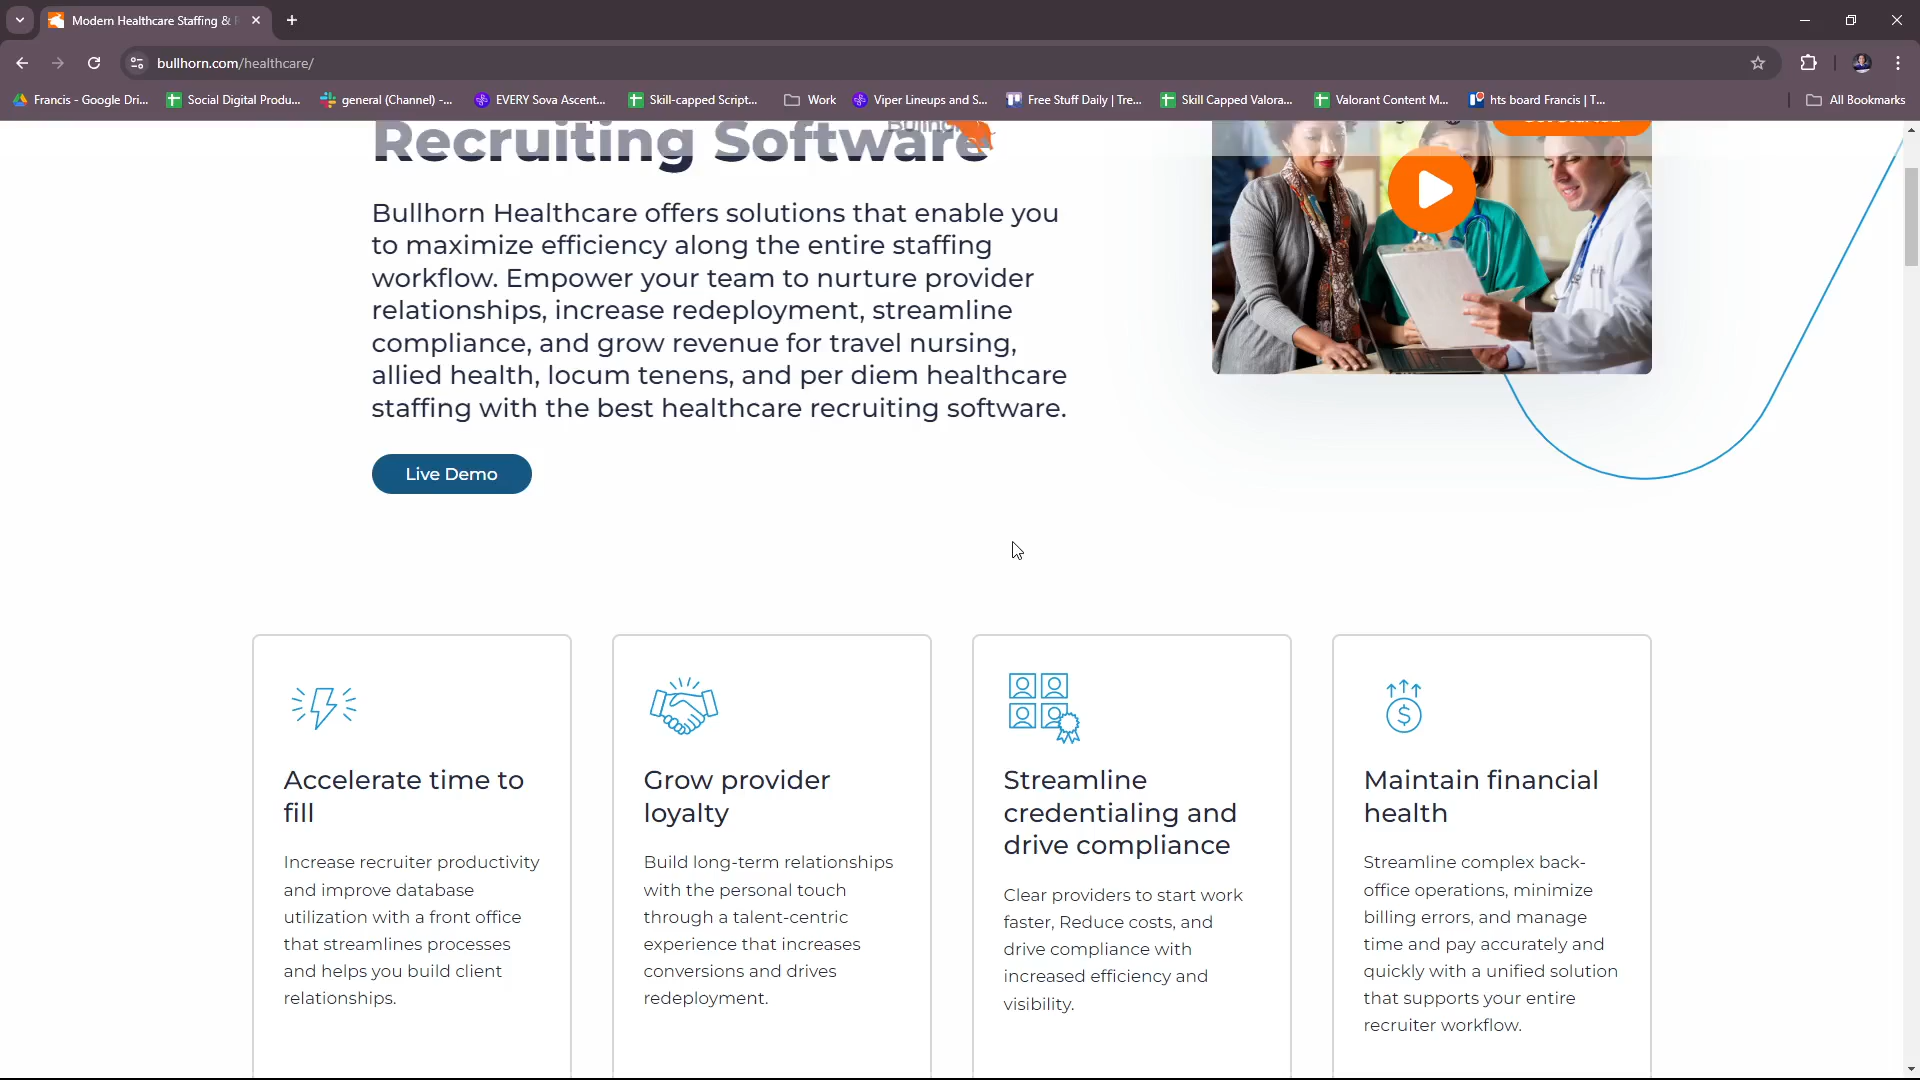 Modern Healthcare Staffing &
bullhorn.com/healthcare/
Francis - Google Dri...
Social Digital Produ...
general (Channel) -...
EVERY Sova Ascent...
Skill-capped Script...
Work
Viper Lineups and S...
Free Stuff Daily | Tre...
Skill Capped Valora...
Valorant Content M...
hts board Francis | T...
All Bookmarks
Recruiting Software
Bullhorn Healthcare offers solutions that enable you
to maximize efficiency along the entire staffing
workflow. Empower your team to nurture provider
relationships, increase redeployment, streamline
compliance, and grow revenue for travel nursing,
allied health, locum tenens, and per diem healthcare
staffing with the best healthcare recruiting software.
Live Demo
Accelerate time to
fill
Increase recruiter productivity
and improve database
utilization with a front office
that streamlines processes
and helps you build client
relationships.
Grow provider
loyalty
Build long-term relationships
with the personal touch
through a talent-centric
experience that increases
conversions and drives
redeployment.
Streamline
credentialing and
drive compliance
Clear providers to start work
faster, Reduce costs, and
drive compliance with
increased efficiency and
visibility.
Maintain financial
health
Streamline complex back-
office operations, minimize
billing errors, and manage
time and pay accurately and
quickly with a unified solution
that supports your entire
recruiter workflow.